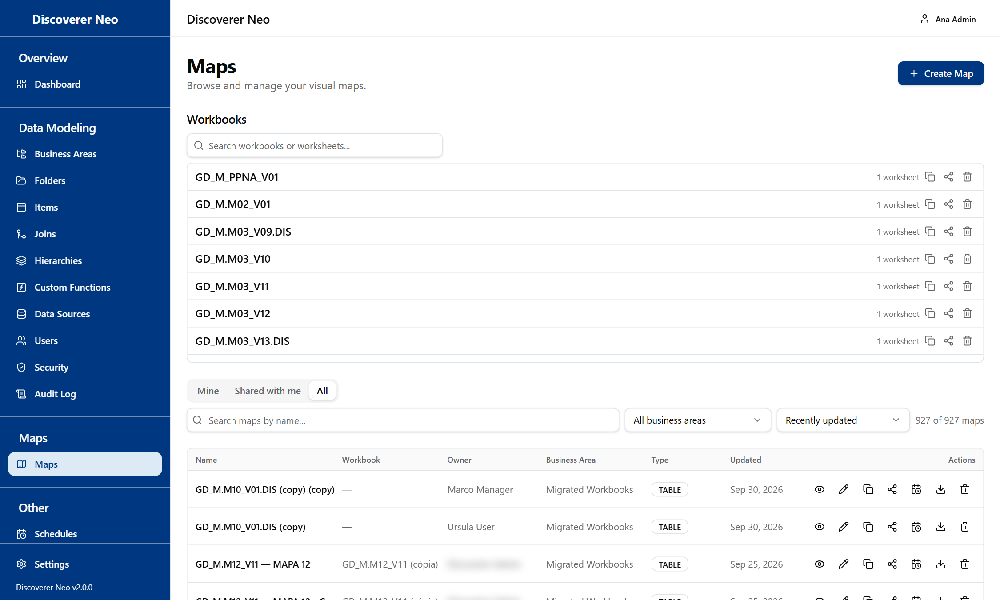 Discoverer Neo
Discoverer Neo
Ana Admin
Overview
Dashboard
Data Modeling
Business Areas
Folders
Items
Joins
Hierarchies
Custom Functions
Data Sources
Users
Security
Audit Log
Maps
Maps
Other
Schedules
Settings
Discoverer Neo v2.0.0
Maps
Browse and manage your visual maps.
Create Map
Workbooks
Search workbooks or worksheets...
GD_M_PPNA_V01 1 worksheet
GD_M.M02_V01 1 worksheet
GD_M.M03_V09.DIS 1 worksheet
GD_M.M03_V10 1 worksheet
GD_M.M03_V11 1 worksheet
GD_M.M03_V12 1 worksheet
GD_M.M03_V13.DIS 1 worksheet
Mine Shared with me All
Search maps by name... All business areas Recently updated 927 of 927 maps
Name Workbook Owner Business Area Type Updated Actions
GD_M.M10_V01.DIS (copy) (copy) — Marco Manager Migrated Workbooks TABLE Sep 30, 2026
GD_M.M10_V01.DIS (copy) — Ursula User Migrated Workbooks TABLE Sep 30, 2026
GD_M.M12_V11 — MAPA 12 GD_M.M12_V11 (cópia) Migrated Workbooks TABLE Sep 25, 2026